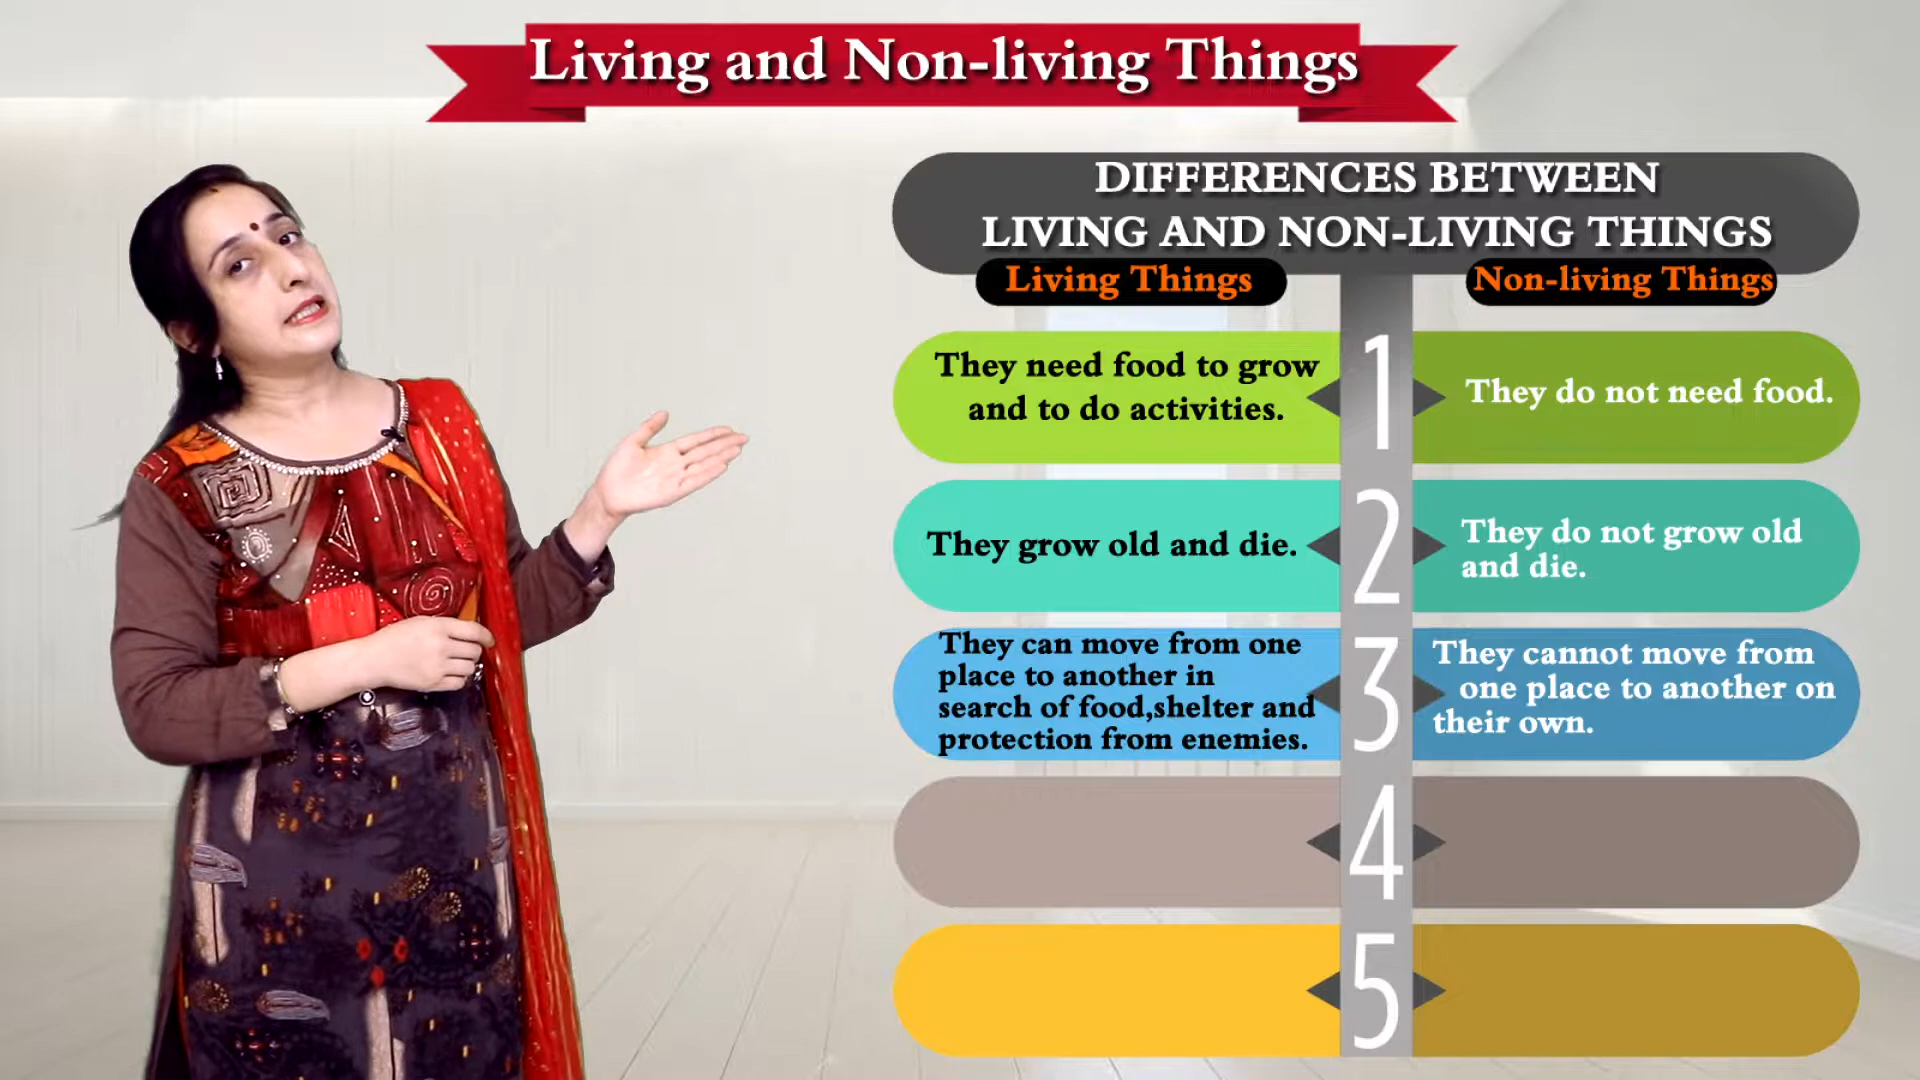 Living and Non-living Things
DIFFERENCES BETWEEN
LIVING AND NON-LIVING THINGS
Living Things
Non-living Things
They need food to grow
and to do activities.
1
They do not need food.
They grow old and die.
2
They do not grow old
and die.
They can move from one
place to another in
search of food,shelter and
protection from enemies.
3
They cannot move from
one place to another on
their own.
4
5